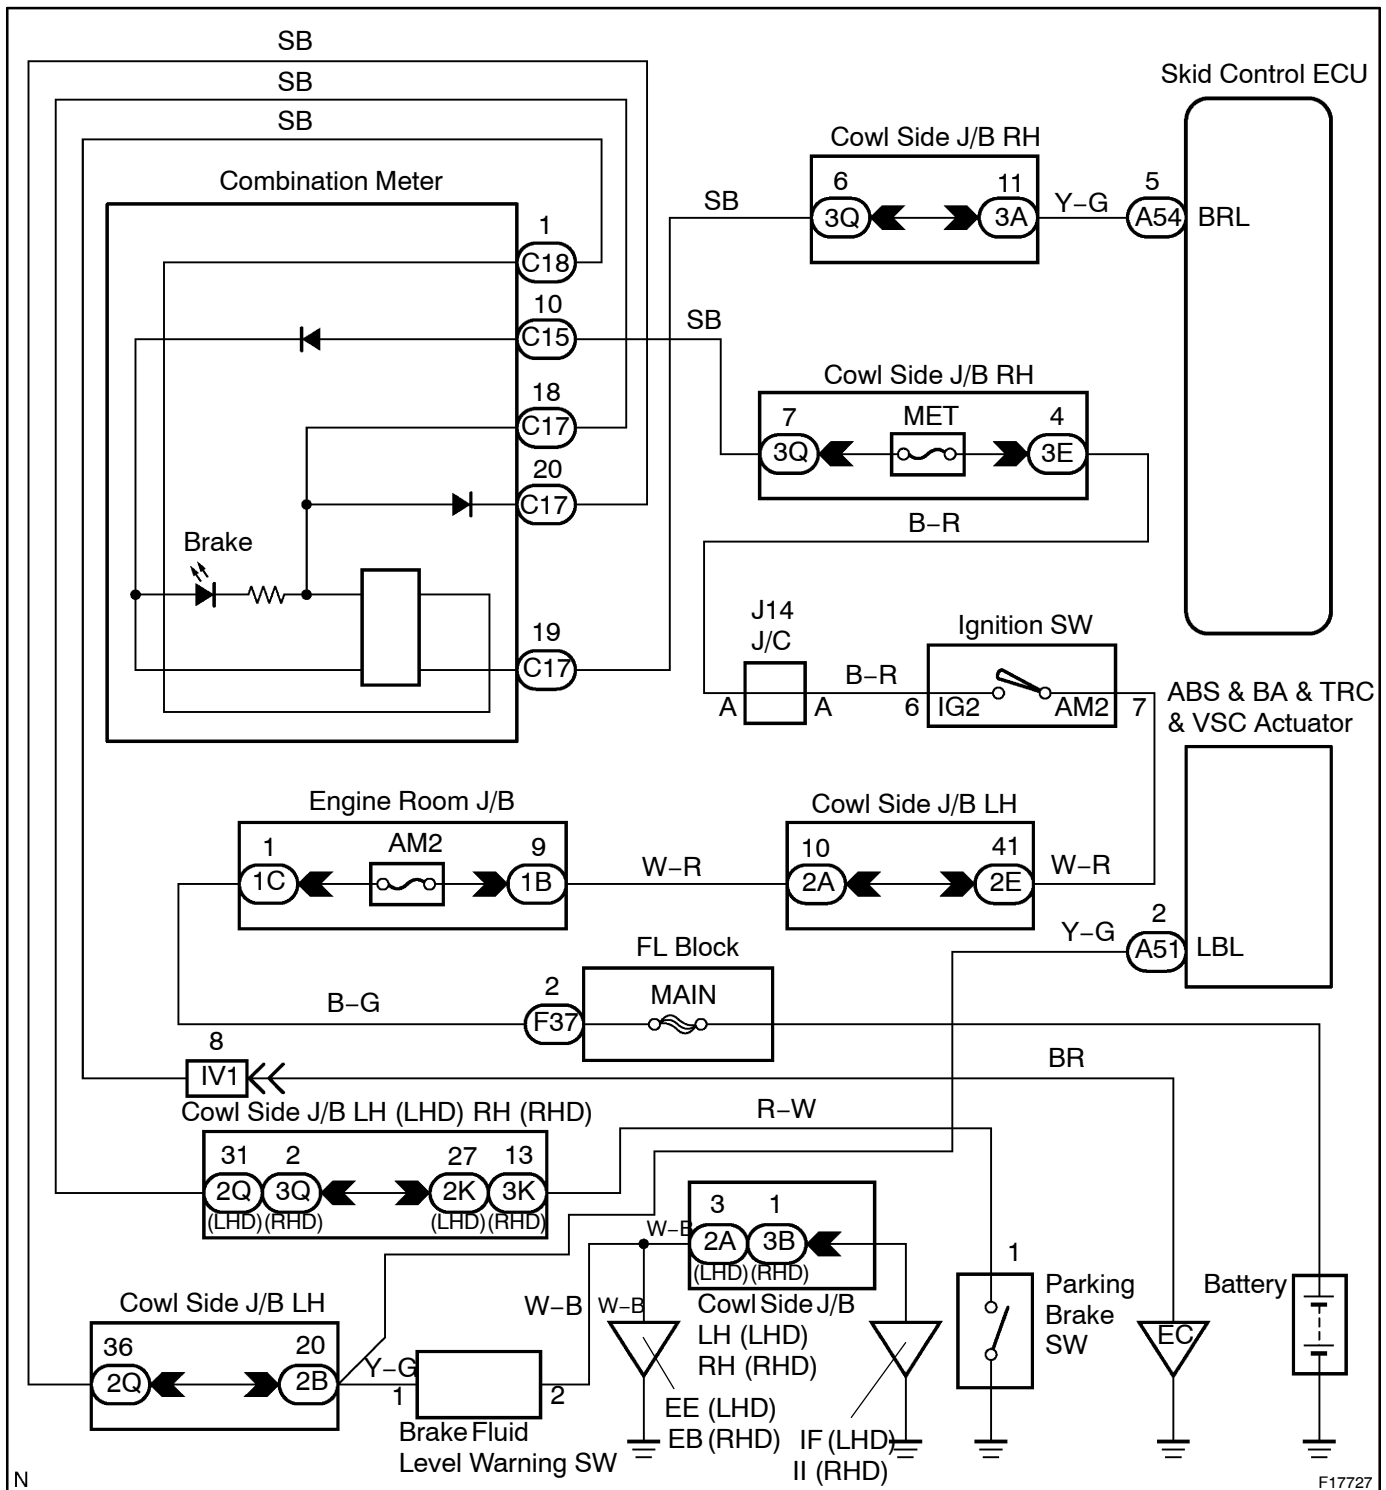 SB
SB
SB
Skid Control ECU
Cowl Side J/B RH
Combination Meter
6
11
5
SB
3Q
3A
Y-G
A54
BRL
1
C18
10
C15
SB
Cowl Side J/B RH
18
7
MET
4
C17
3Q
3E
20
C17
B-R
Brake
J14
J/C
Ignition SW
19
C17
B-R
A
A
6
IG2
AM2
7
ABS & BA & TRC
& VSC Actuator
Engine Room J/B
Cowl Side J/B LH
1
AM2
9
10
41
1C
1B
W-R
2A
2E
W-R
2
Y-G
A51
LBL
FL Block
2
MAIN
B-G
F37
8
IV1
BR
Cowl Side J/B LH (LHD) RH (RHD)
R-W
31
2
27
13
2Q
3Q
2K
3K
(LHD)
(RHD)
(LHD)
(RHD)
3
1
W-B
2A
3B
1
(LHD)
(RHD)
Cowl Side J/B LH
W-B
W-B
Cowl Side J/B
LH (LHD)
RH (RHD)
Parking
Brake
SW
Battery
36
20
EC
2Q
2B
Y-G
1
2
EE (LHD)
EB (RHD)
Brake Fluid
Level Warning SW
IF (LHD)
II (RHD)
N
F17727